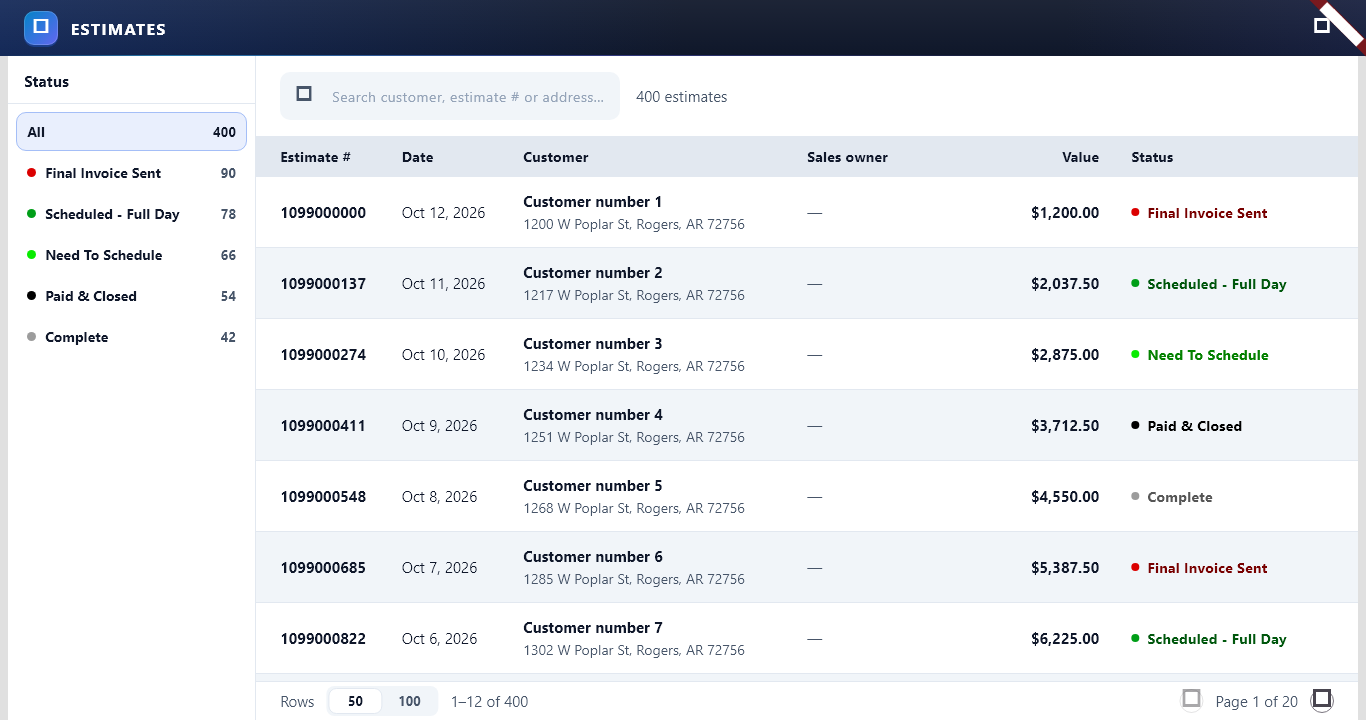 ESTIMATES
Status
All 400
Final Invoice Sent 90
Scheduled - Full Day 78
Need To Schedule 66
Paid & Closed 54
Complete 42
Search customer, estimate # or address... 400 estimates
Estimate # Date Customer Sales owner Value Status
1099000000 Oct 12, 2026 Customer number 1 — $1,200.00 Final Invoice Sent
1200 W Poplar St, Rogers, AR 72756
1099000137 Oct 11, 2026 Customer number 2 — $2,037.50 Scheduled - Full Day
1217 W Poplar St, Rogers, AR 72756
1099000274 Oct 10, 2026 Customer number 3 — $2,875.00 Need To Schedule
1234 W Poplar St, Rogers, AR 72756
1099000411 Oct 9, 2026 Customer number 4 — $3,712.50 Paid & Closed
1251 W Poplar St, Rogers, AR 72756
1099000548 Oct 8, 2026 Customer number 5 — $4,550.00 Complete
1268 W Poplar St, Rogers, AR 72756
1099000685 Oct 7, 2026 Customer number 6 — $5,387.50 Final Invoice Sent
1285 W Poplar St, Rogers, AR 72756
1099000822 Oct 6, 2026 Customer number 7 — $6,225.00 Scheduled - Full Day
1302 W Poplar St, Rogers, AR 72756
Rows 50 100 1–12 of 400 Page 1 of 20